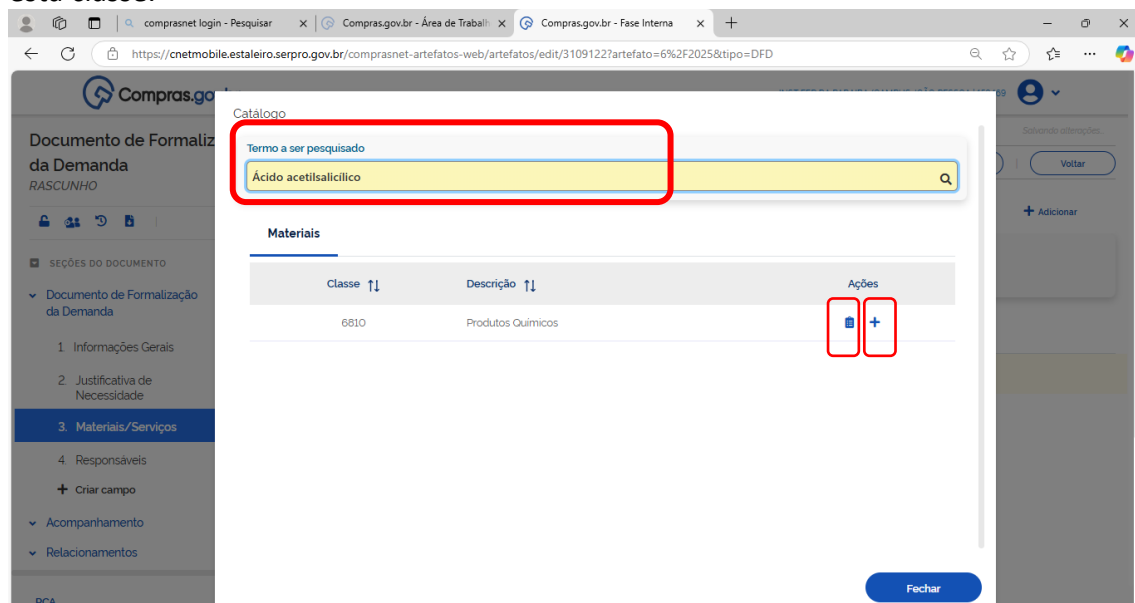 comprasnet login - Pesquisar
Compras.gov.br - Área de Trabalh
Compras.gov.br - Fase Interna
https://cnetmobile.estaleiro.serpro.gov.br/comprasnet-artefatos-web/artefatos/edit/3109122?artefato=6%2F2025&tipo=DFD
Compras.go
Catálogo
Documento de Formaliz
da Demanda
RASCUNHO
Salvando alterações...
Voltar
Termo a ser pesquisado
Ácido acetilsalicílico
Adicionar
Materiais
SEÇÕES DO DOCUMENTO
Classe
Descrição
Ações
Documento de Formalização
da Demanda
6810
Produtos Químicos
1. Informações Gerais
2. Justificativa de
Necessidade
3. Materiais/Serviços
4. Responsáveis
Criar campo
Acompanhamento
Relacionamentos
Fechar
PCA